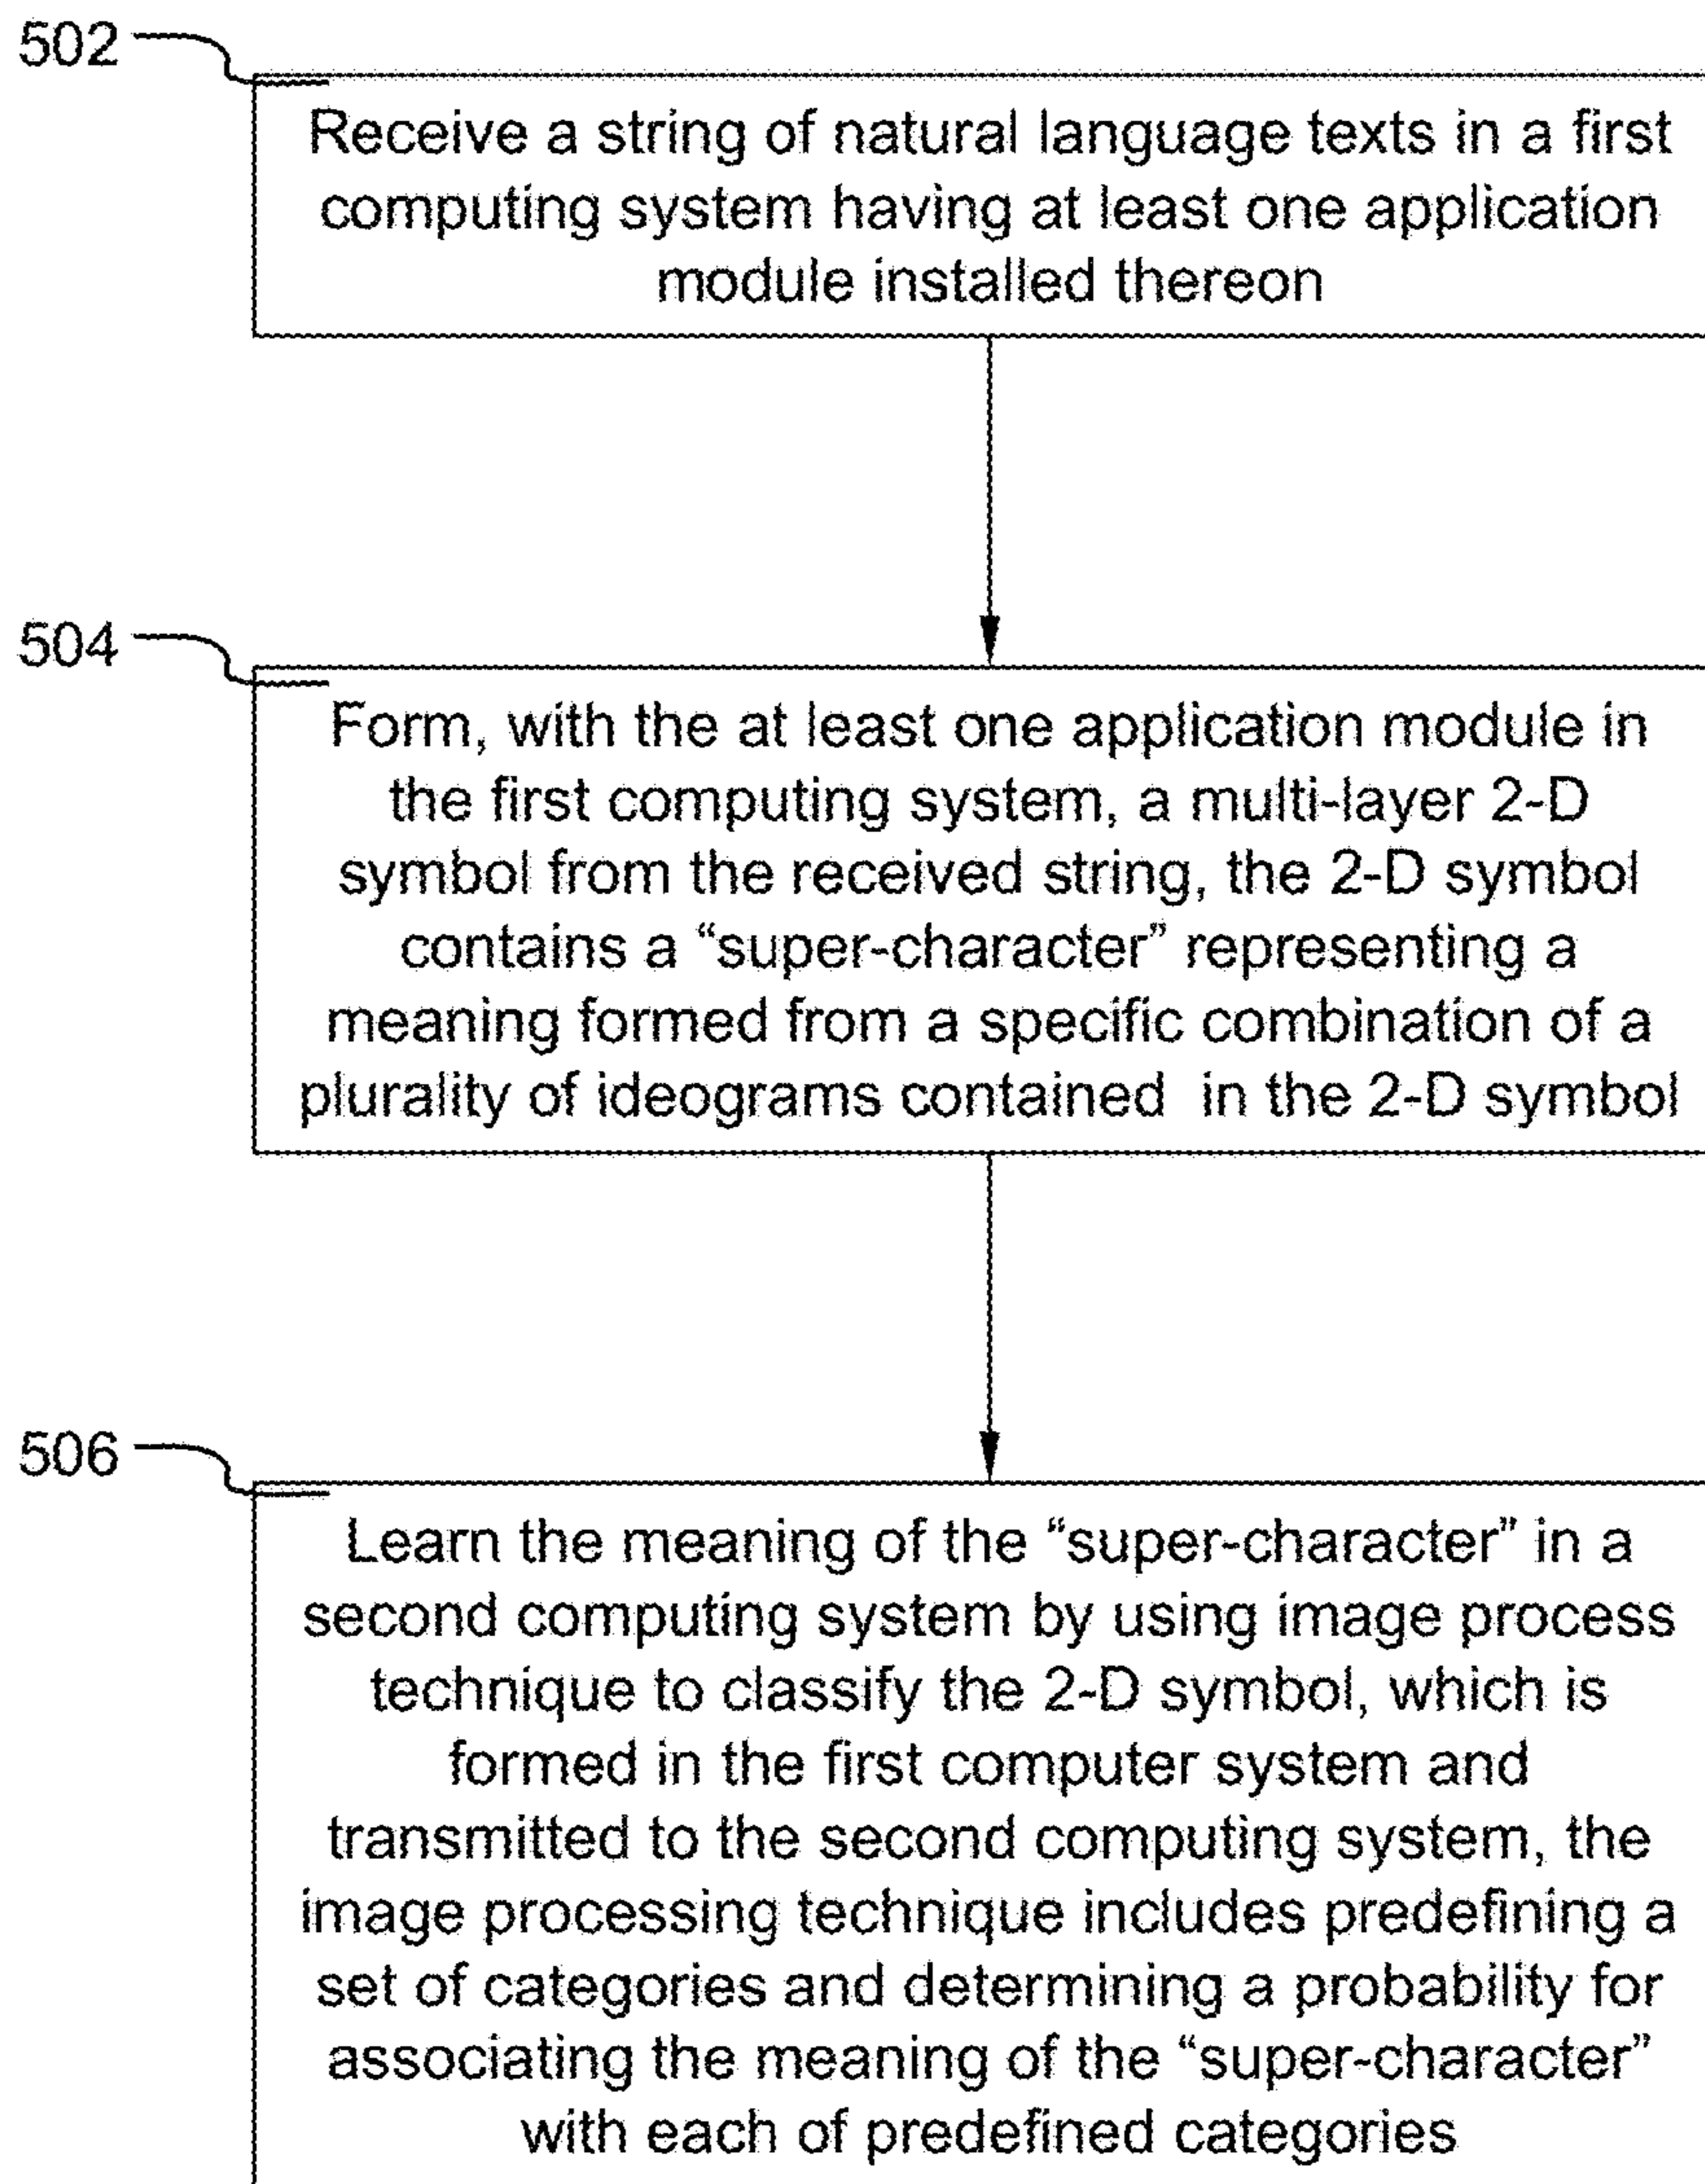 502
Receive a string of natural language texts in a first
computing system having at least one application
module installed thereon
504
Form, with the at least one application module in
the first computing system, a multi-layer 2-D
symbol from the received string, the 2-D symbol
contains a “super-character” representing a
meaning formed from a specific combination of a
plurality of ideograms contained in the 2-D symbol
506
Learn the meaning of the “super-character” in a
second computing system by using image process
technique to classify the 2-D symbol, which is
formed in the first computer system and
transmitted to the second computing system, the
image processing technique includes predefining a
set of categories and determining a probability for
associating the meaning of the “super-character”
with each of predefined categories